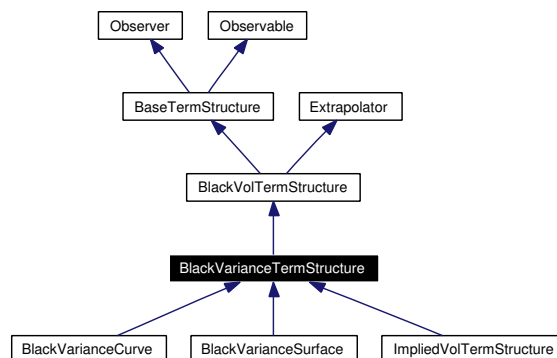 Observer
Observable
BaseTermStructure
Extrapolator
BlackVolTermStructure
BlackVarianceTermStructure
BlackVarianceCurve
BlackVarianceSurface
ImpliedVolTermStructure